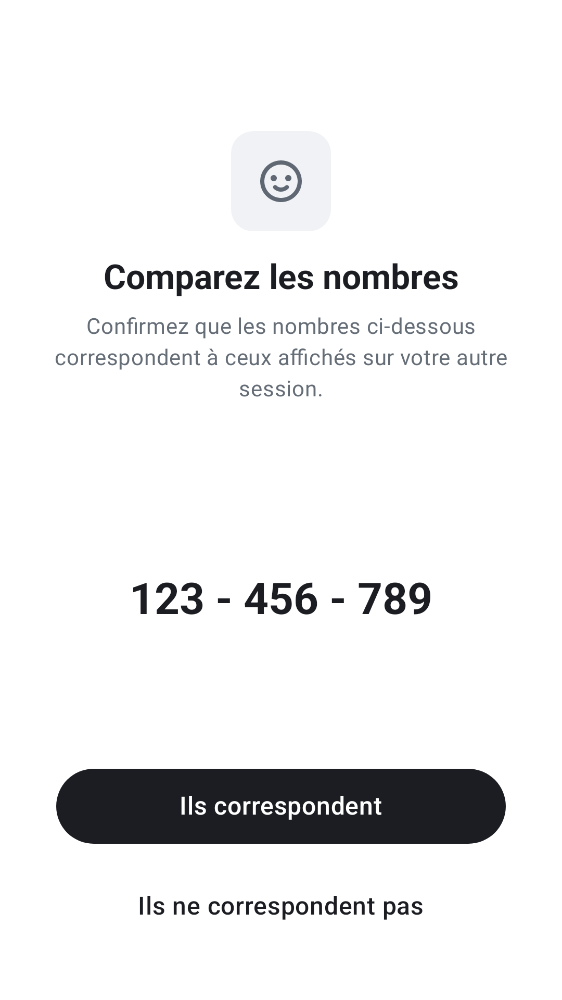 Comparez les nombres
Confirmez que les nombres ci-dessous
correspondent à ceux affichés sur votre autre
session.
123 - 456 - 789
Ils correspondent
Ils ne correspondent pas